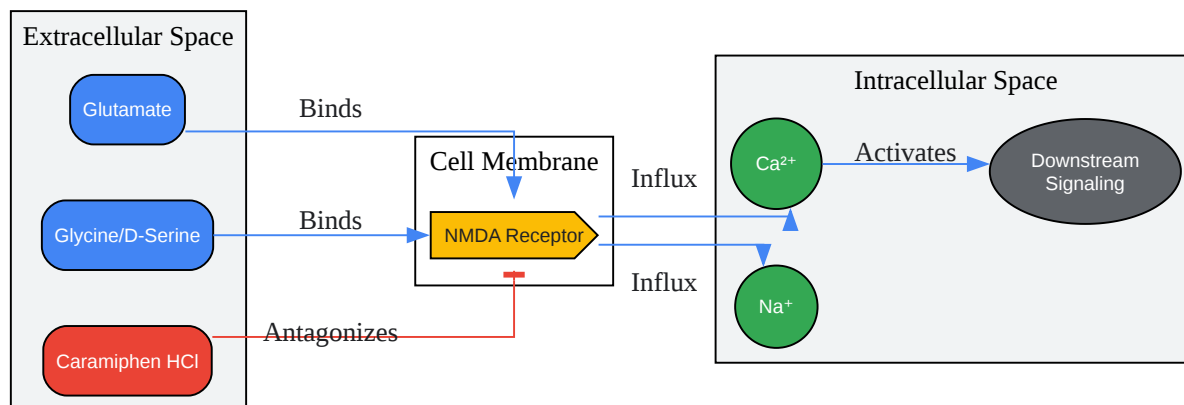 Extracellular Space
Glutamate
Binds
Cell Membrane
Glycine/D-Serine
Binds
NMDA Receptor
Caramiphen HCl
Antagonizes
Influx
Influx
Intracellular Space
Ca²⁺
Activates
Downstream
Signaling
Na⁺